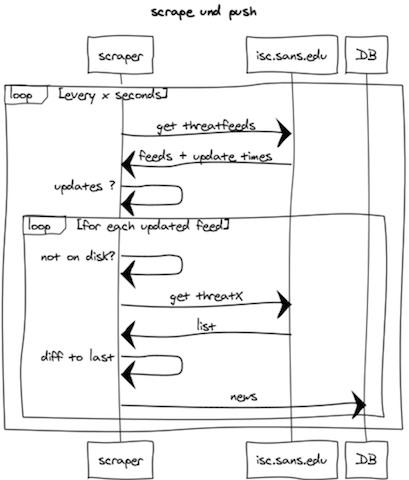 scrape und push
scraper isc.sans.edu DB
loop [every x seconds]
get threatfeeds
feeds + update times
updates ?
loop [for each updated feed]
not on disk?
get threatX
list
diff to last
news
scraper isc.sans.edu DB